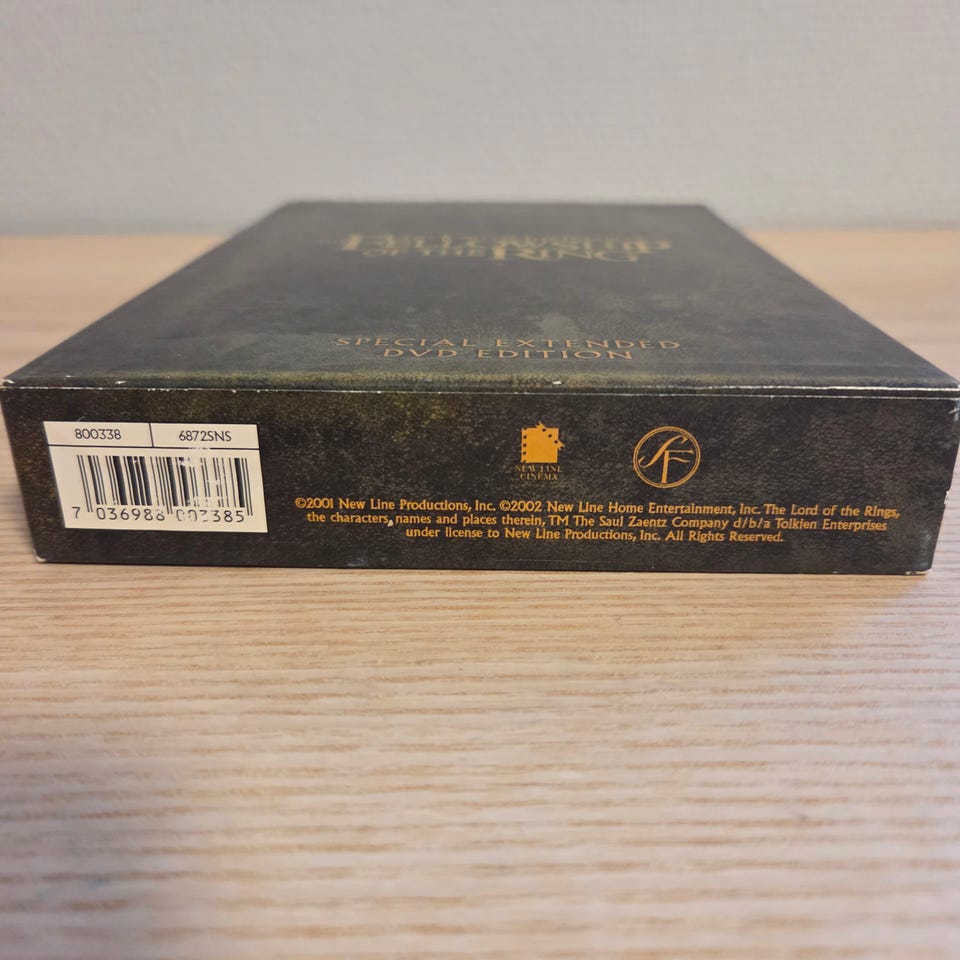 FELLOWSHIP
OF THE RING
SPECIAL EXTENDED
DVD EDITION
800338 6872SNS
7 036988 003385
NEW LINE
CINEMA
SF
©2001 New Line Productions, Inc. ©2002 New Line Home Entertainment, Inc. The Lord of the Rings,
the characters, names and places therein, TM The Saul Zaentz Company d/b/a Tolkien Enterprises
under license to New Line Productions, Inc. All Rights Reserved.